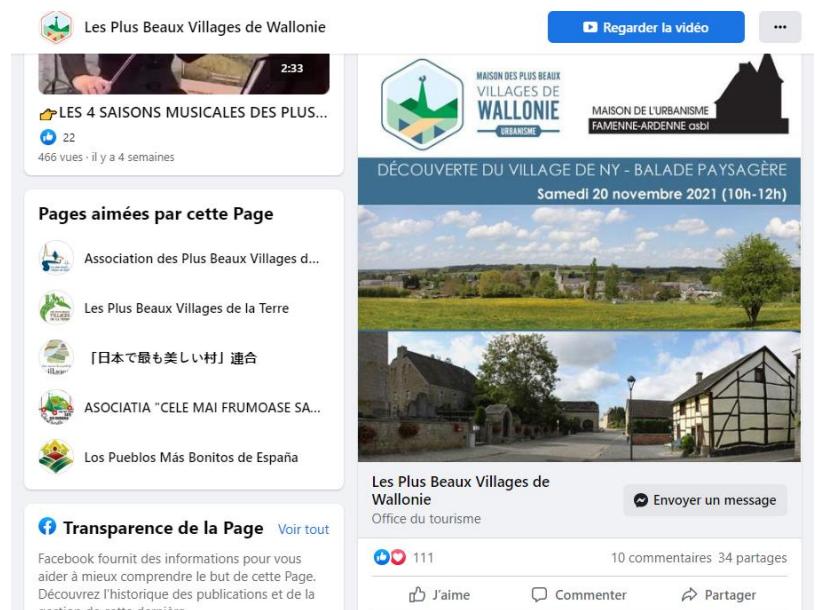 Les Plus Beaux Villages de Wallonie
Regarder la vidéo
2:33
👉LES 4 SAISONS MUSICALES DES PLUS...
22
466 vues · il y a 4 semaines
Pages aimées par cette Page
Association des Plus Beaux Villages d...
Les Plus Beaux Villages de la Terre
「日本で最も美しい村」連合
ASOCIATIA "CELE MAI FRUMOASE SA...
Los Pueblos Más Bonitos de España
Transparence de la Page Voir tout
Facebook fournit des informations pour vous
aider à mieux comprendre le but de cette Page.
Découvrez l'historique des publications et de la
gestion de cette dernière.
MAISON DES PLUS BEAUX
VILLAGES DE
WALLONIE
URBANISME
MAISON DE L'URBANISME
FAMENNE-ARDENNE asbl
DÉCOUVERTE DU VILLAGE DE NY - BALADE PAYSAGÈRE
Samedi 20 novembre 2021 (10h-12h)
Les Plus Beaux Villages de
Wallonie
Office du tourisme
Envoyer un message
111
10 commentaires 34 partages
J'aime Commenter Partager